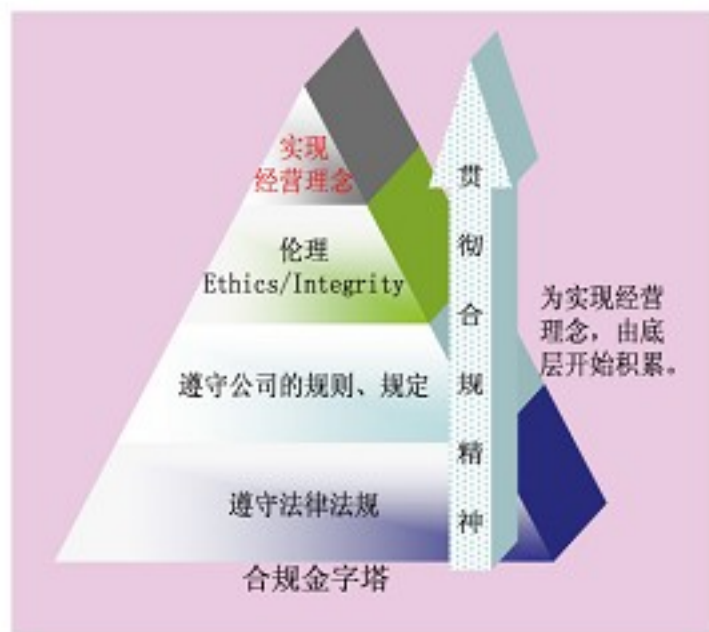 实现
经营理念
伦理
Ethics/Integrity
遵守公司的规则、规定
遵守法律法规
合规金字塔
贯彻合规精神
为实现经营
理念，由底
层开始积累。